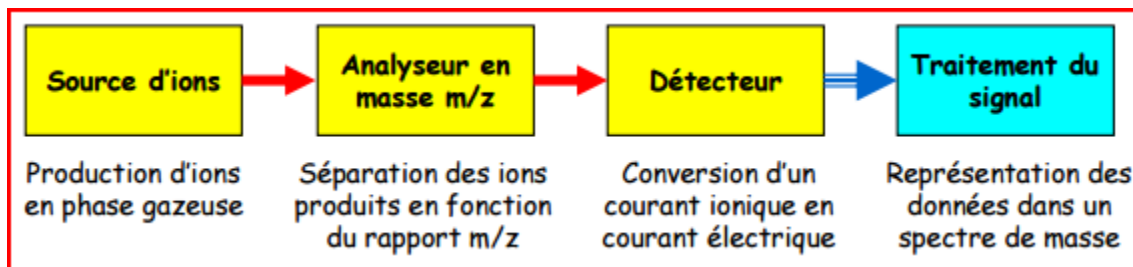 Source d'ions
Analyseur en
masse m/z
Détecteur
Traitement du
signal
Production d'ions
en phase gazeuse
Séparation des ions
produits en fonction
du rapport m/z
Conversion d'un
courant ionique en
courant électrique
Représentation des
données dans un
spectre de masse